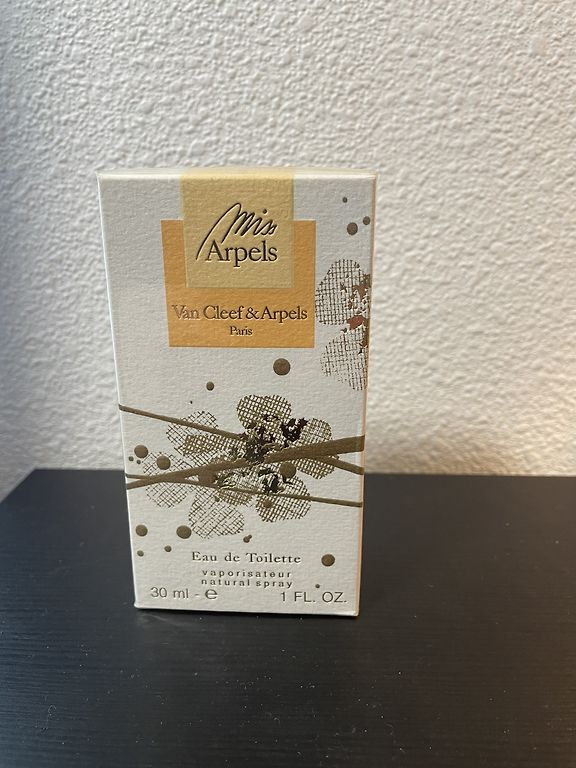 Miss
Arpels
Van Cleef & Arpels
Paris
Eau de Toilette
vaporisateur
natural spray
30 ml - ℮ 1 FL. OZ.